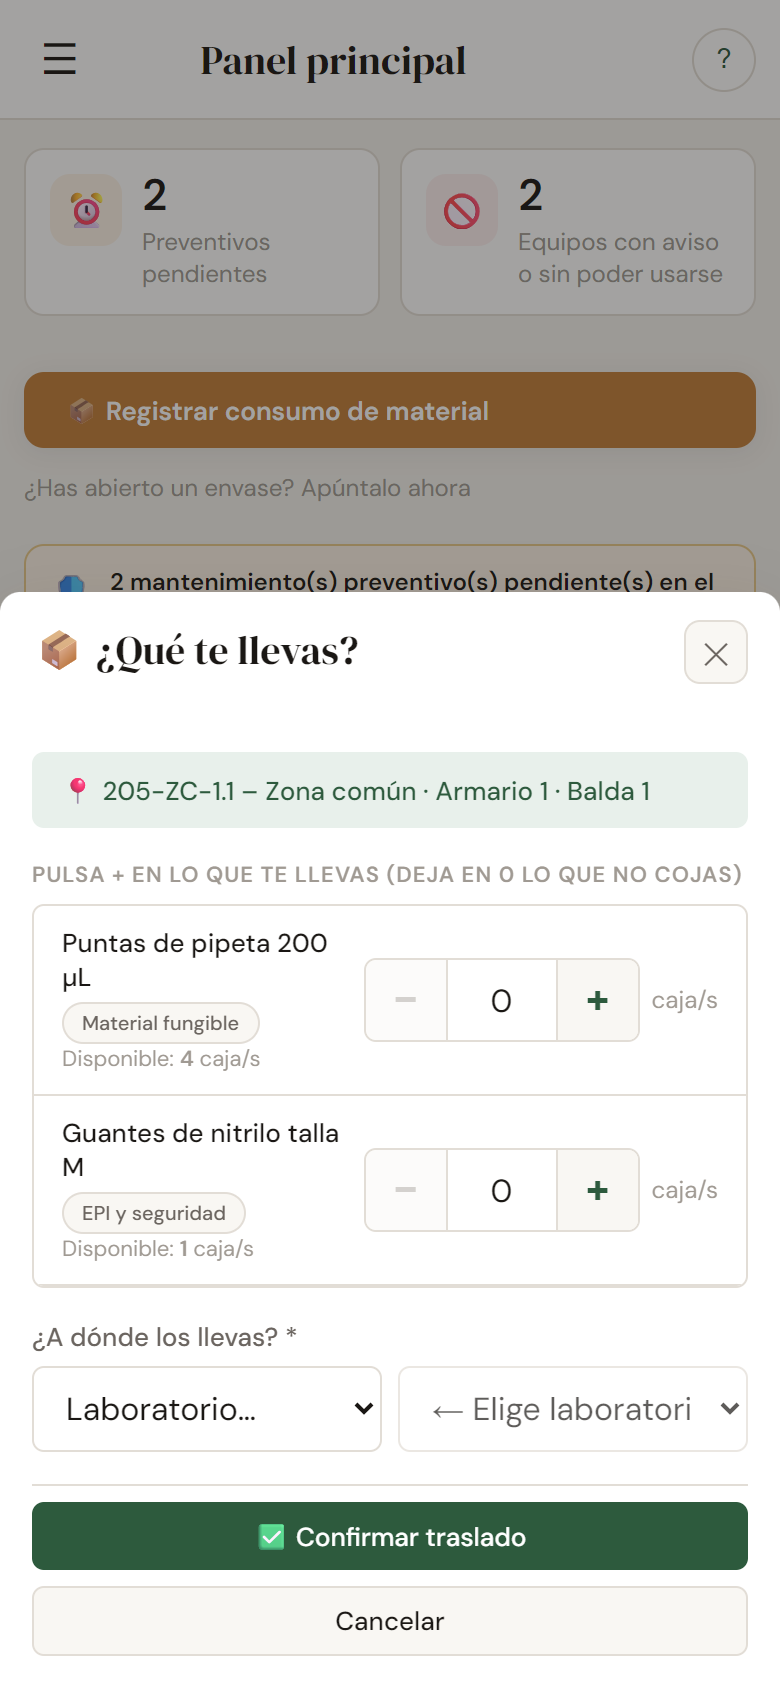 Panel principal
?
2
Preventivos
pendientes
2
Equipos con aviso
o sin poder usarse
Registrar consumo de material
¿Has abierto un envase? Apúntalo ahora
2 mantenimiento(s) preventivo(s) pendiente(s) en el
¿Qué te llevas?
205-ZC-1.1 – Zona común · Armario 1 · Balda 1
PULSA + EN LO QUE TE LLEVAS (DEJA EN 0 LO QUE NO COJAS)
Puntas de pipeta 200
µL
Material fungible
Disponible: 4 caja/s
− 0 + caja/s
Guantes de nitrilo talla
M
EPI y seguridad
Disponible: 1 caja/s
− 0 + caja/s
¿A dónde los llevas? *
Laboratorio...
← Elige laboratori
Confirmar traslado
Cancelar